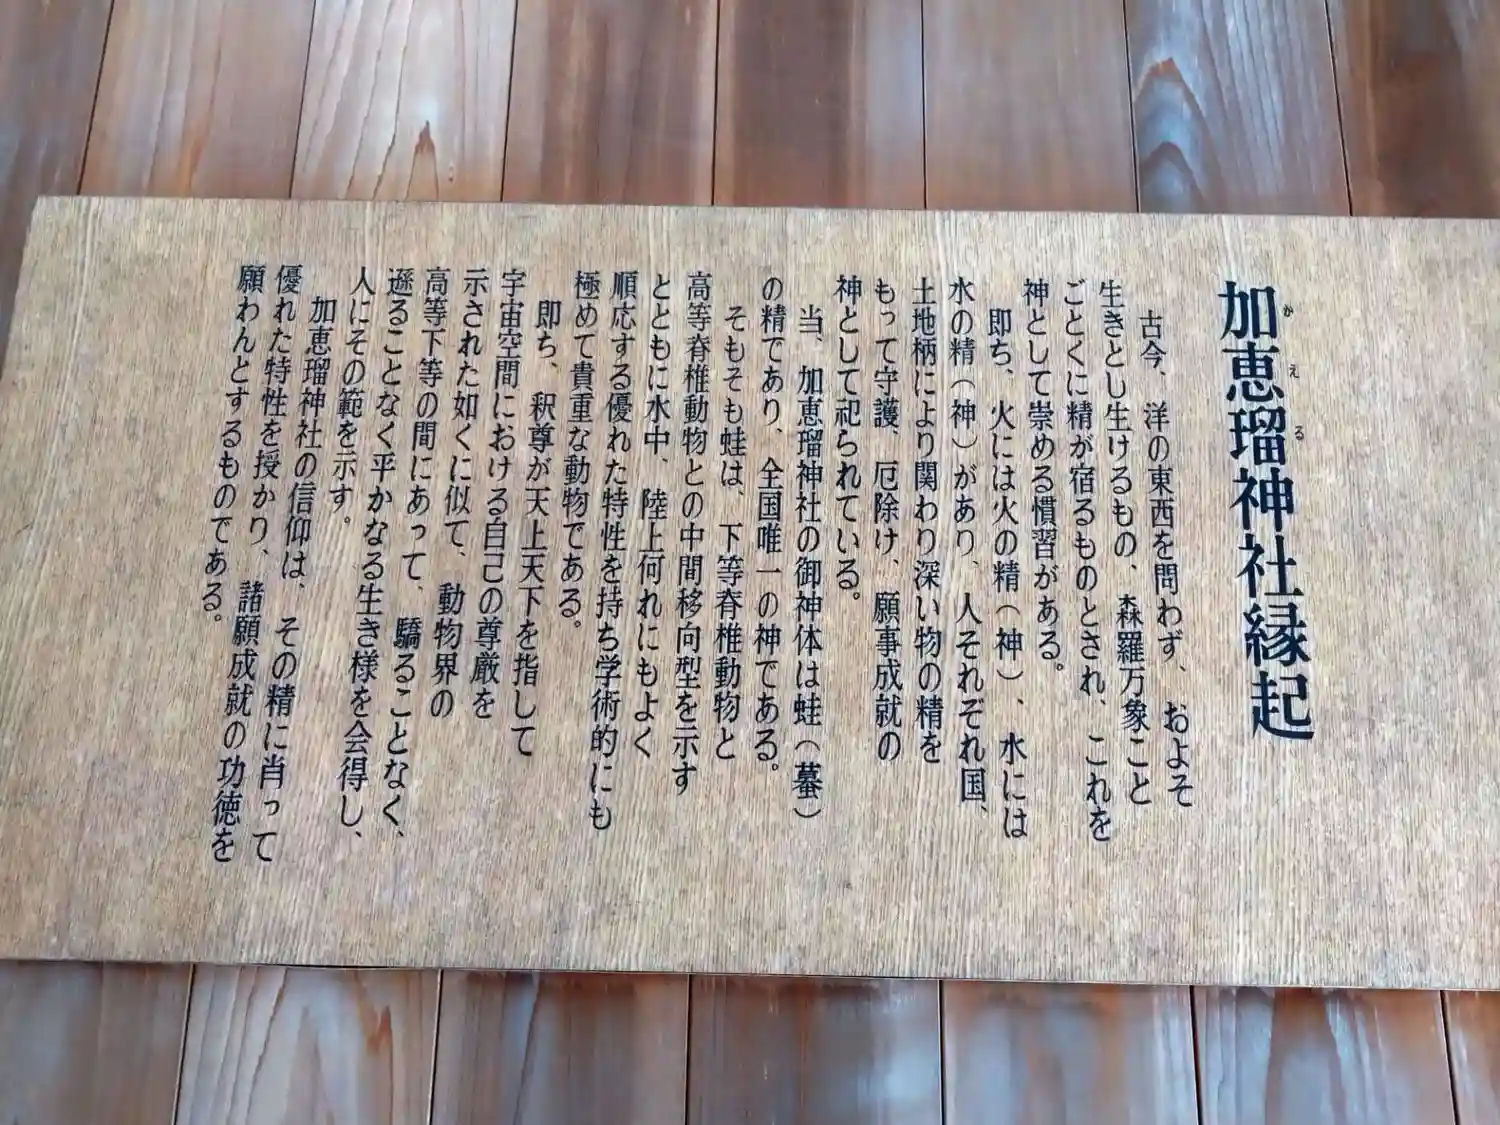 加恵瑠神社縁起
かえる
古今、洋の東西を問わず、およそ
生きとし生けるもの、森羅万象こと
ごとくに精が宿るものとされ、これを
神として崇める慣習がある。
即ち、火には火の精(神)、水には
水の精(神)があり、人それぞれ国、
土地柄により関わり深い物の精を
もって守護、厄除け、願事成就の
神として祀られている。
当、加恵瑠神社の御神体は蛙(蟇)
の精であり、全国唯一の神である。
そもそも蛙は、下等脊椎動物と
高等脊椎動物との中間移向型を示す
とともに水中、陸上何れにもよく
順応する優れた特性を持ち学術的にも
極めて貴重な動物である。
即ち、釈尊が天上天下を指して
宇宙空間における自己の尊厳を
示された如くに似て、動物界の
高等下等の間にあって、驕ることなく、
遜ることなく平かなる生き様を会得し、
人にその範を示す。
加恵瑠神社の信仰は、その精に肖って
優れた特性を授かり、諸願成就の功徳を
願わんとするものである。